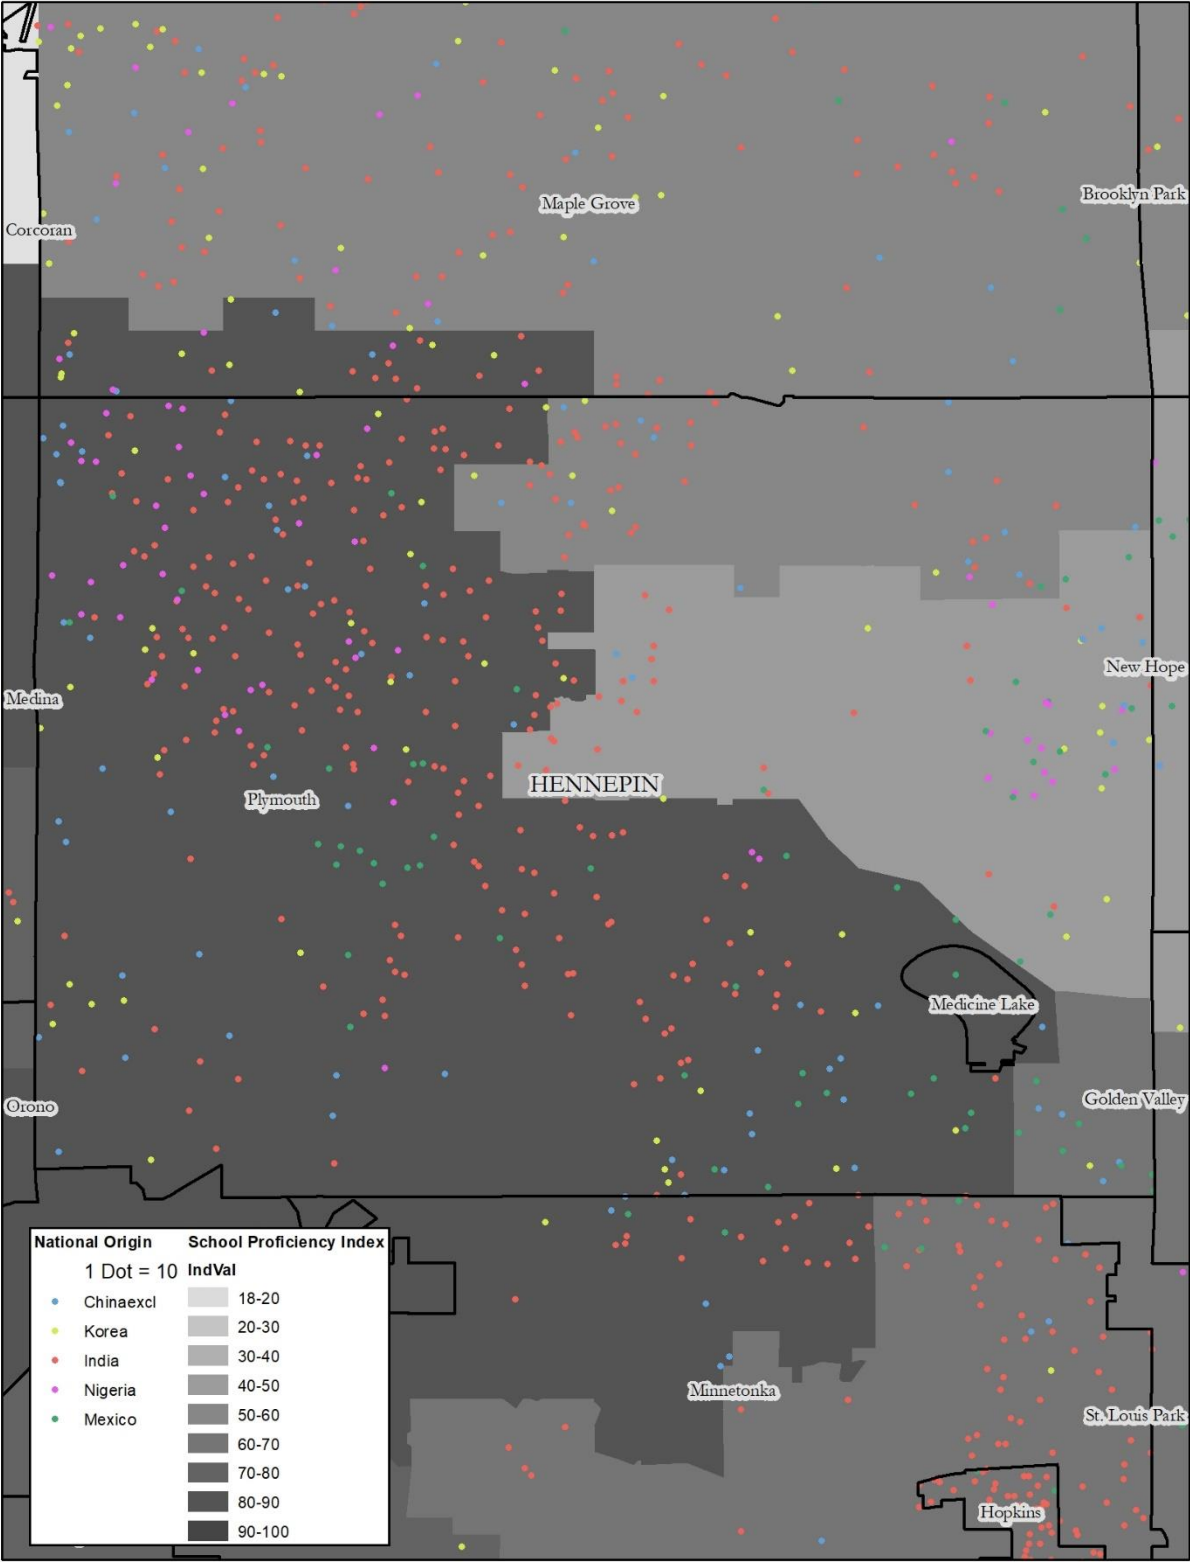 Maple Grove
Brooklyn Park
Corcoran
New Hope
Medina
HENNEPIN
Plymouth
Medicine Lake
Golden Valley
Orono
National Origin
1 Dot = 10
Chinaexcl
Korea
India
Nigeria
Mexico
School Proficiency Index
IndVal
18-20
20-30
30-40
40-50
50-60
60-70
70-80
80-90
90-100
Minnetonka
St. Louis Park
Hopkins